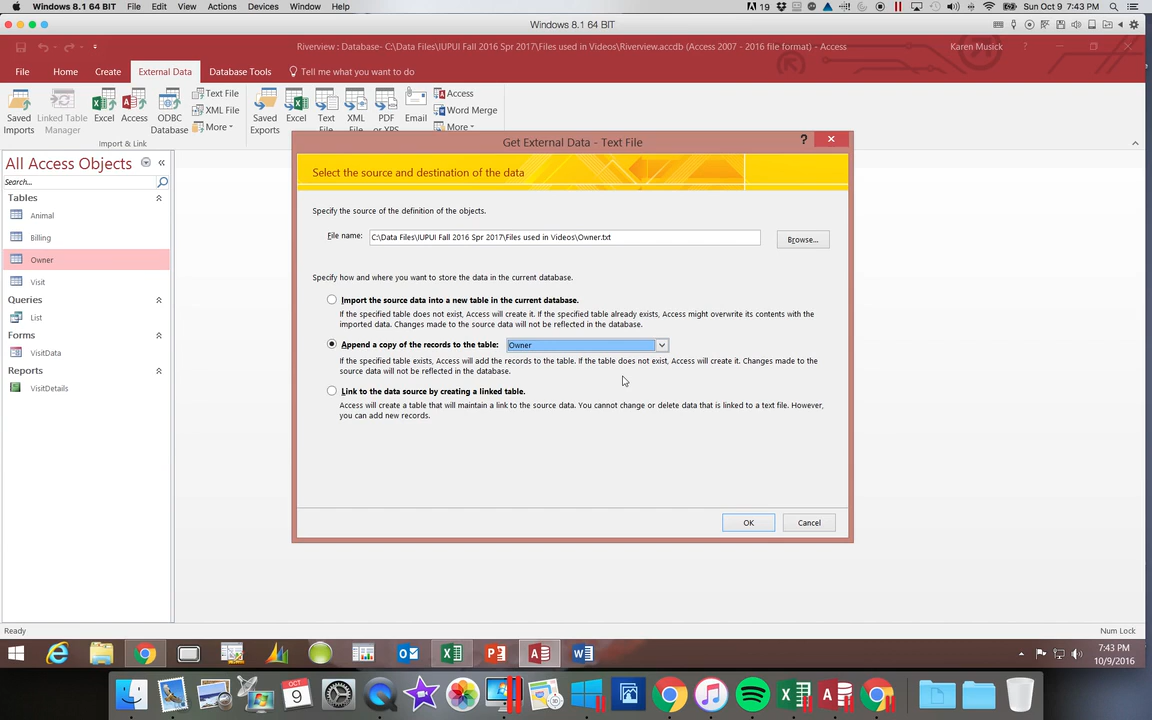 Windows 8.1 64 BIT File Edit View Actions Devices Window Help 19 Sun Oct 9 7:43 PM
Windows 8.1 64 BIT
Riverview : Database- C:\Data Files\IUPUI Fall 2016 Spr 2017\Files used in Videos\Riverview.accdb (Access 2007 - 2016 file format) - Access Karen Musick ?
File Home Create External Data Database Tools Tell me what you want to do
Saved Imports
Linked Table Manager
Excel
Access
ODBC Database
Text File
XML File
More
Import & Link
Saved Exports
Excel
Text File
XML File
PDF or XPS
Email
Access
Word Merge
More
All Access Objects
Search...
Tables
Animal
Billing
Owner
Visit
Queries
List
Forms
VisitData
Reports
VisitDetails
Get External Data - Text File ?
Select the source and destination of the data
Specify the source of the definition of the objects.
File name: C:\Data Files\IUPUI Fall 2016 Spr 2017\Files used in Videos\Owner.txt Browse...
Specify how and where you want to store the data in the current database.
Import the source data into a new table in the current database.
If the specified table does not exist, Access will create it. If the specified table already exists, Access might overwrite its contents with the
imported data. Changes made to the source data will not be reflected in the database.
Append a copy of the records to the table: Owner
If the specified table exists, Access will add the records to the table. If the table does not exist, Access will create it. Changes made to the
source data will not be reflected in the database.
Link to the data source by creating a linked table.
Access will create a table that will maintain a link to the source data. You cannot change or delete data that is linked to a text file. However,
you can add new records.
OK Cancel
Ready Num Lock
7:43 PM
10/9/2016
OCT
9